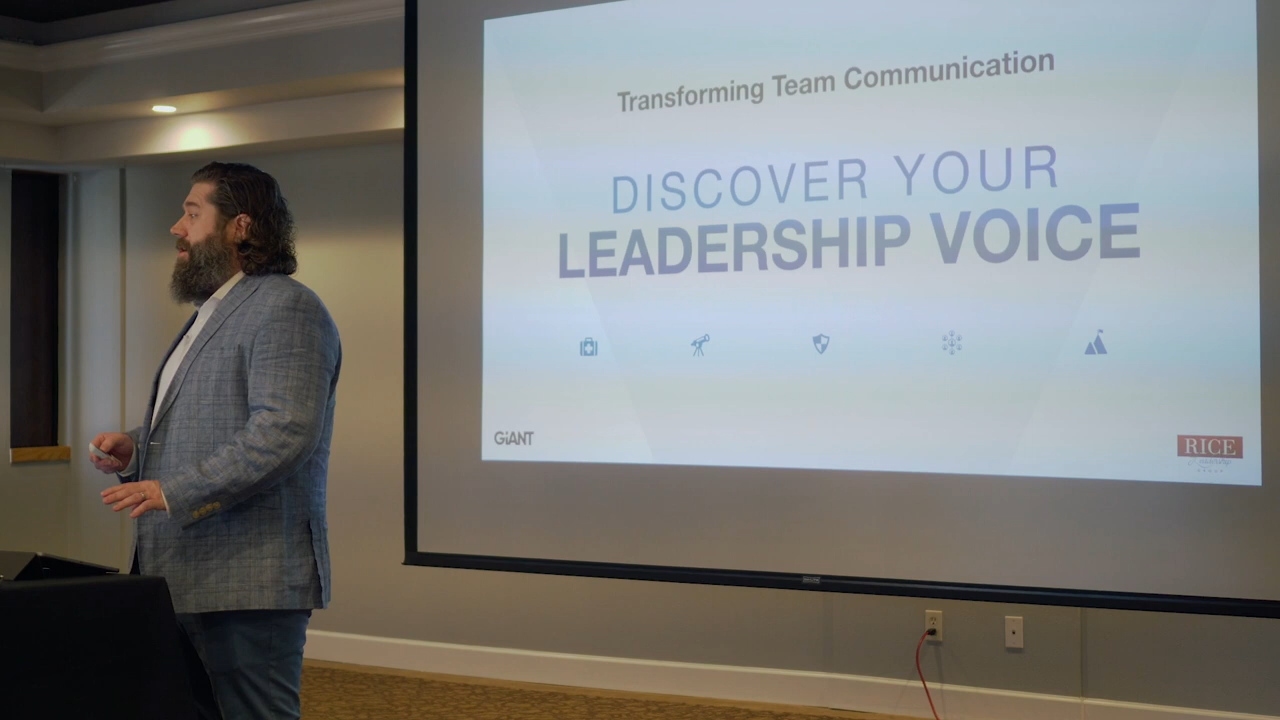 Transforming Team Communication
DISCOVER YOUR
LEADERSHIP VOICE
GiANT
RICE